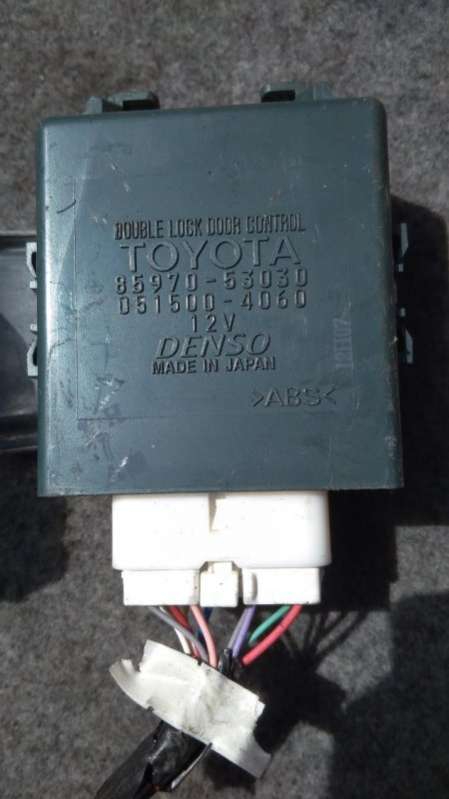 DOUBLE LOCK DOOR CONTROL
TOYOTA
85970-53030
051500-4060
12V
DENSO
MADE IN JAPAN
>ABS<